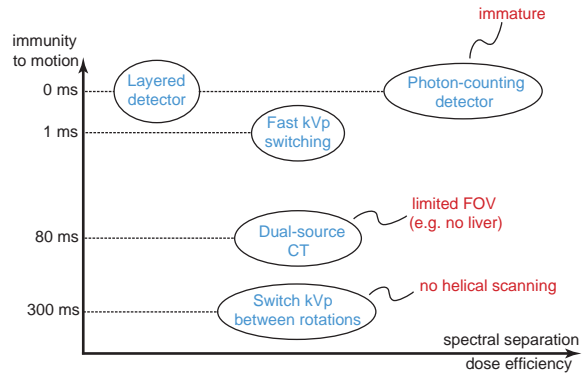 immature
immunity
to motion
0 ms
Layered
detector
Photon-counting
detector
1 ms
Fast kVp
switching
limited FOV
(e.g. no liver)
80 ms
Dual-source
CT
no helical scanning
300 ms
Switch kVp
between rotations
spectral separation
dose efficiency